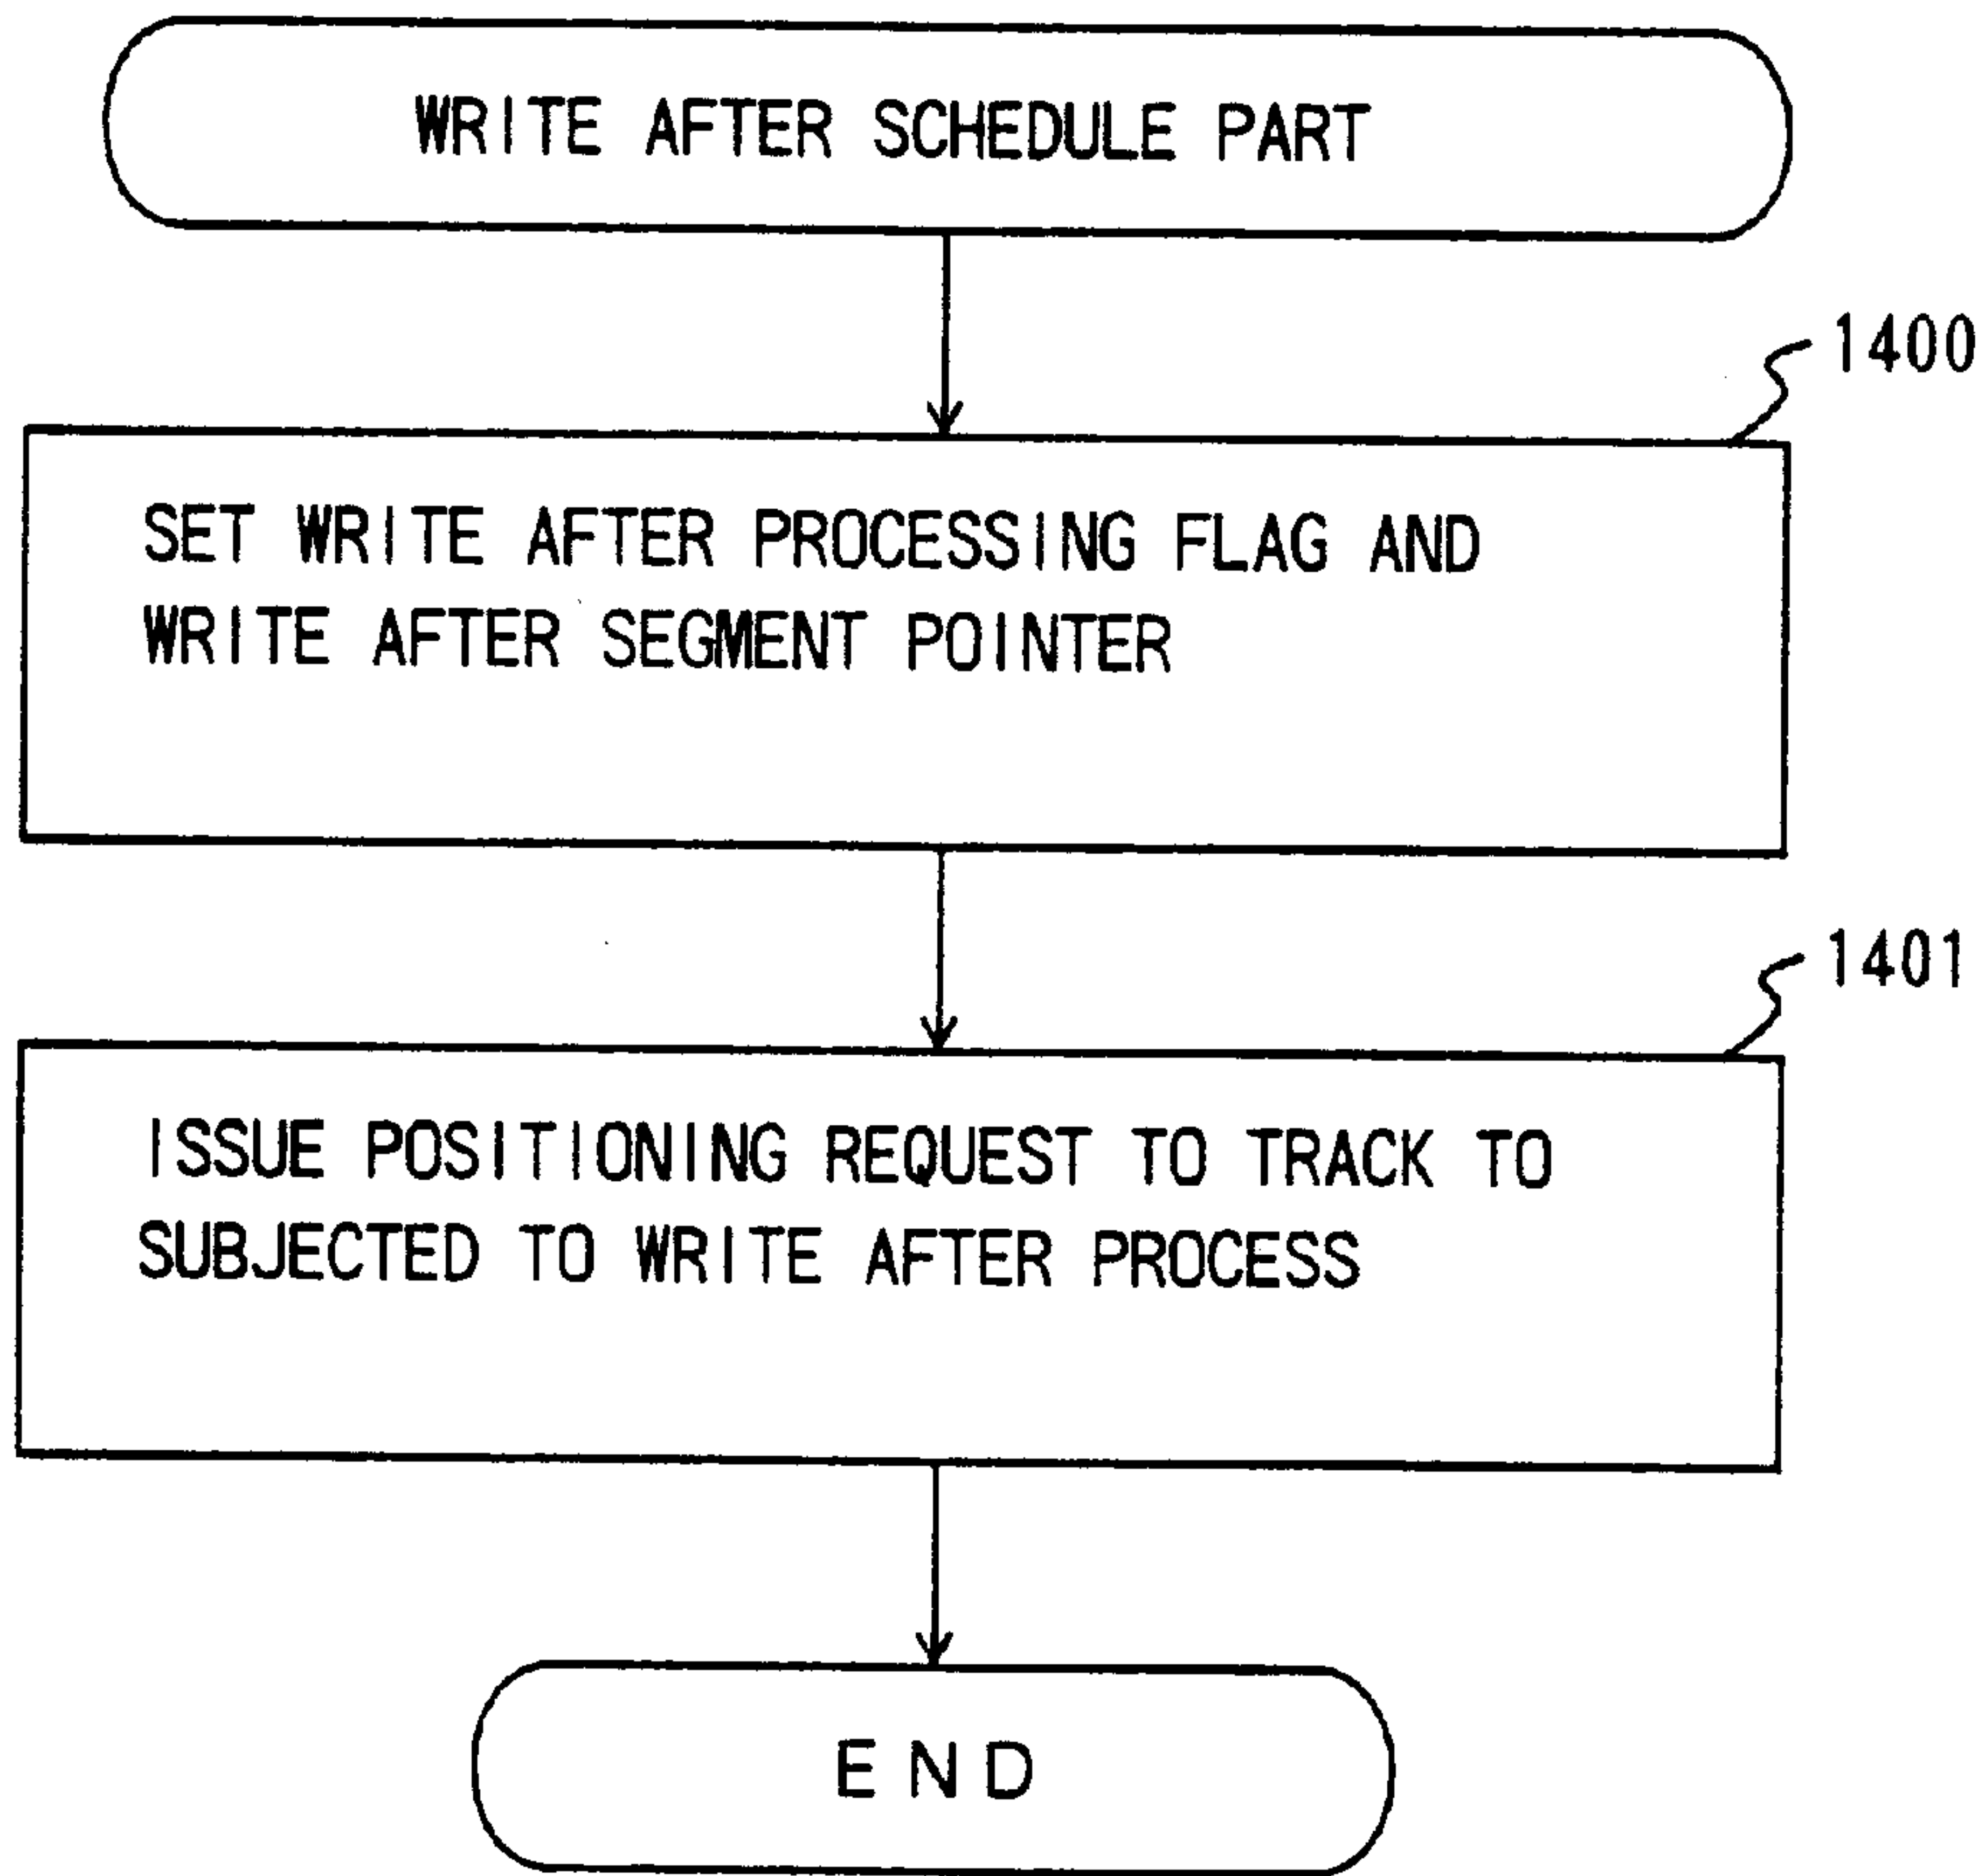 WRITE AFTER SCHEDULE PART
1400
SET WRITE AFTER PROCESSING FLAG AND
WRITE AFTER SEGMENT POINTER
1401
ISSUE POSITIONING REQUEST TO TRACK TO
SUBJECTED TO WRITE AFTER PROCESS
END